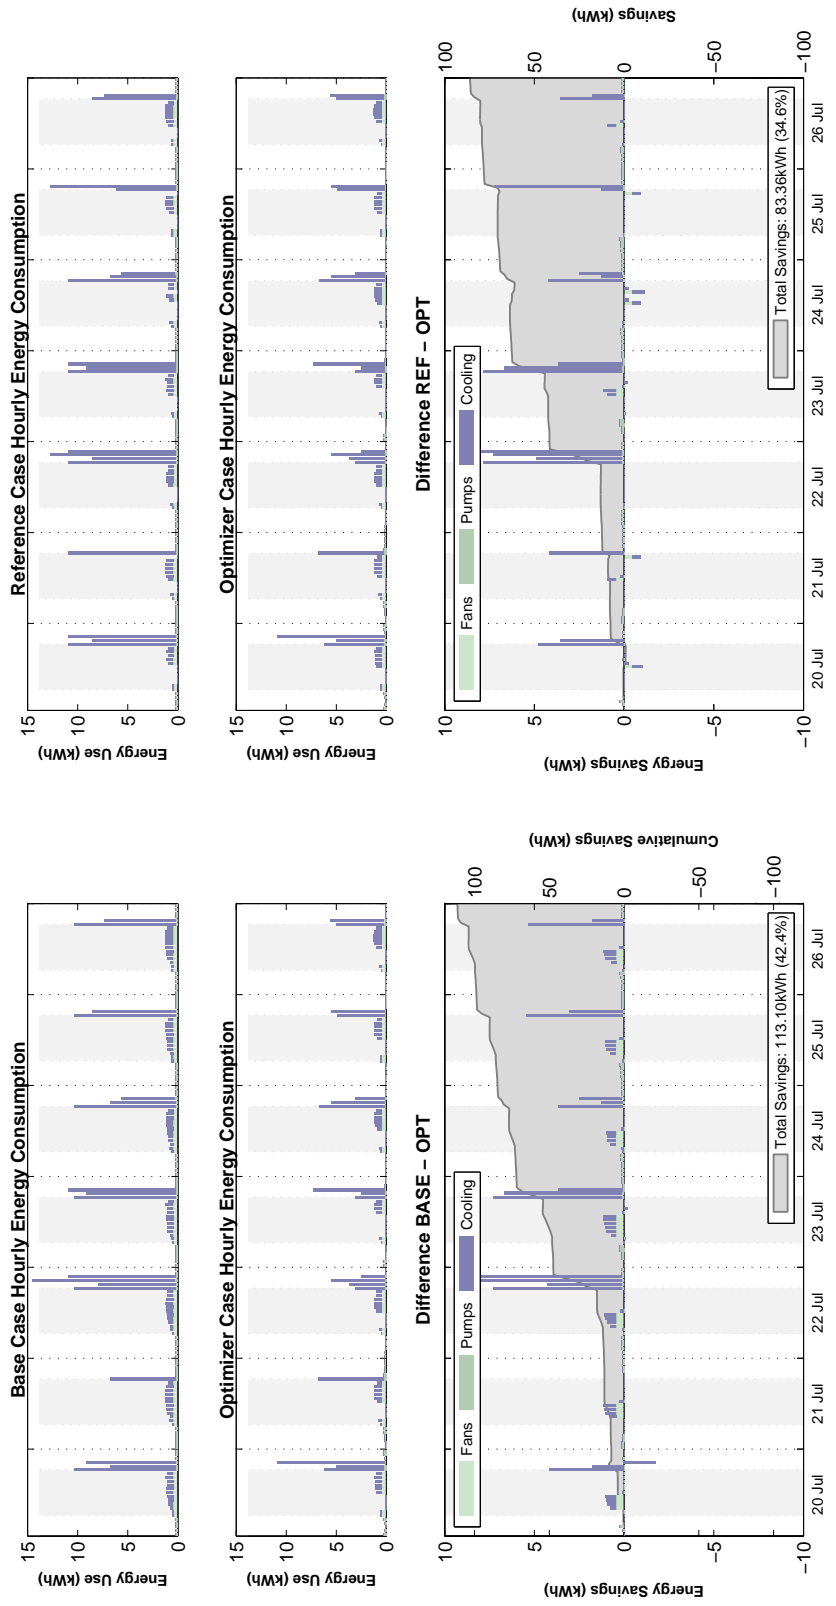 Base Case Hourly Energy Consumption
15
10
5
0
Energy Use (kWh)
Optimizer Case Hourly Energy Consumption
15
10
5
0
Energy Use (kWh)
Difference BASE − OPT
Fans
Pumps
Cooling
10
5
0
−5
−10
Energy Savings (kWh)
100
50
0
−50
−100
Cumulative Savings (kWh)
Total Savings: 113.10kWh (42.4%)
20 Jul
21 Jul
22 Jul
23 Jul
24 Jul
25 Jul
26 Jul
Reference Case Hourly Energy Consumption
15
10
5
0
Energy Use (kWh)
Optimizer Case Hourly Energy Consumption
15
10
5
0
Energy Use (kWh)
Difference REF − OPT
Fans
Pumps
Cooling
10
5
0
−5
−10
Energy Savings (kWh)
100
50
0
−50
−100
Savings (kWh)
Total Savings: 83.36kWh (34.6%)
20 Jul
21 Jul
22 Jul
23 Jul
24 Jul
25 Jul
26 Jul